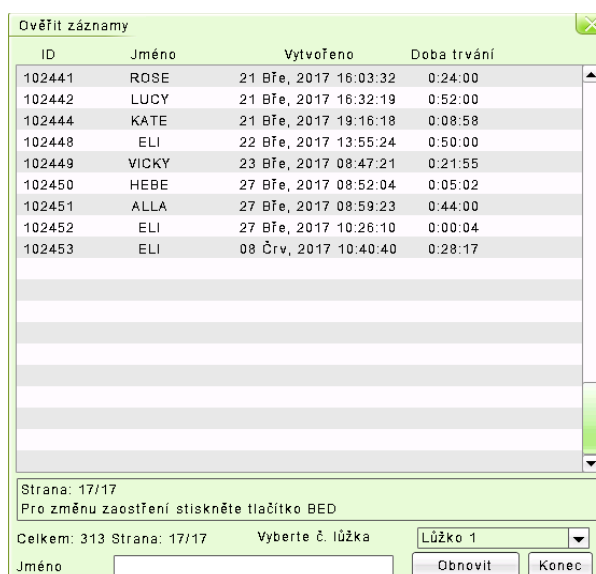 Ověřit záznamy
ID Jméno Vytvořeno Doba trvání
102441 ROSE 21 Bře, 2017 16:03:32 0:24:00
102442 LUCY 21 Bře, 2017 16:32:19 0:52:00
102444 KATE 21 Bře, 2017 19:16:18 0:08:58
102448 ELI 22 Bře, 2017 13:55:24 0:50:00
102449 VICKY 23 Bře, 2017 08:47:21 0:21:55
102450 HEBE 27 Bře, 2017 08:52:04 0:05:02
102451 ALLA 27 Bře, 2017 08:59:23 0:44:00
102452 ELI 27 Bře, 2017 10:26:10 0:00:04
102453 ELI 08 Črv, 2017 10:40:40 0:28:17
Strana: 17/17
Pro změnu zaostření stiskněte tlačítko BED
Celkem: 313 Strana: 17/17 Vyberte č. lůžka Lůžko 1
Jméno Obnovit Konec